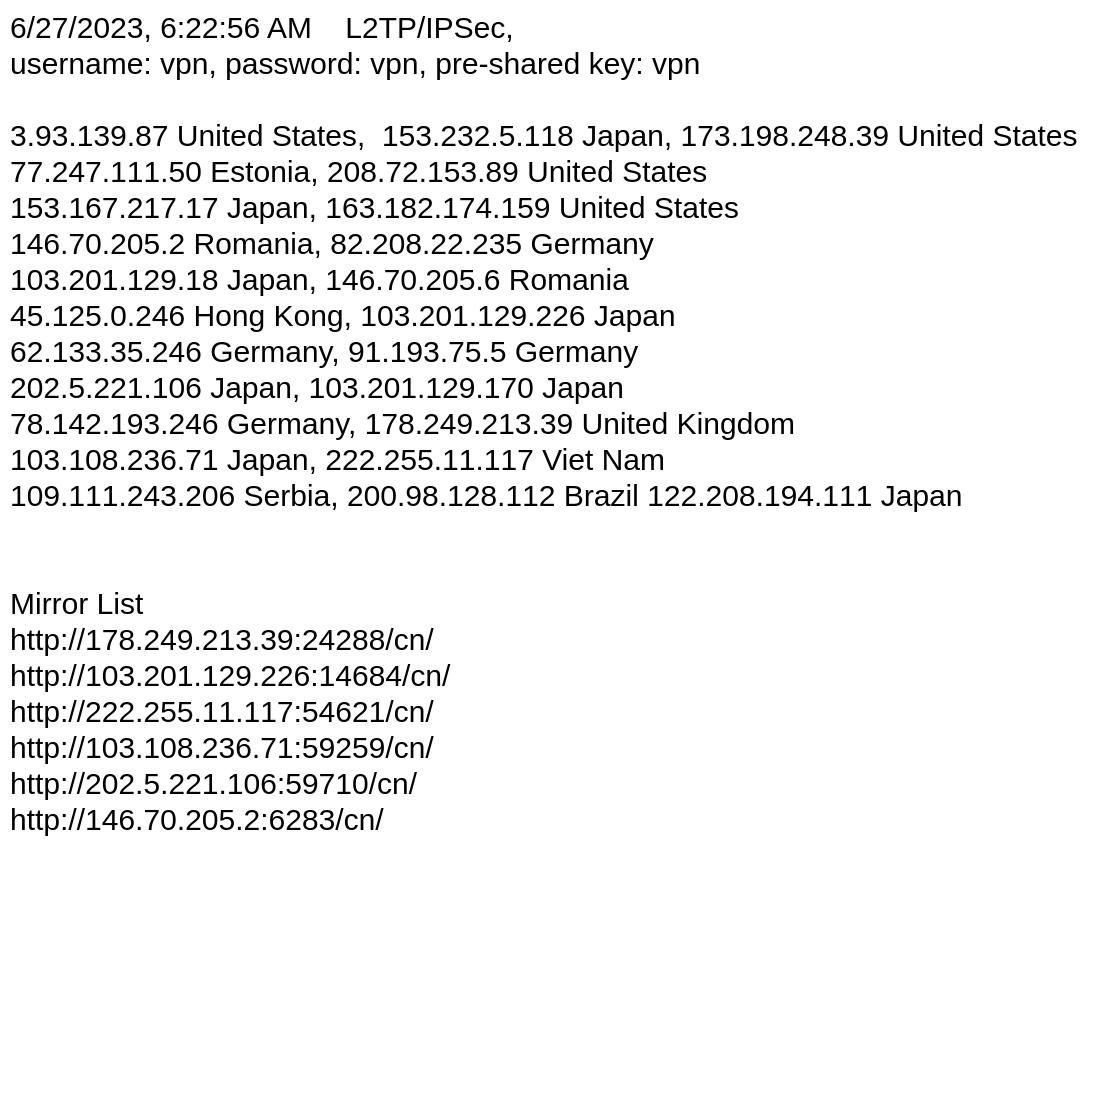 6/27/2023, 6:22:56 AM    L2TP/IPSec,
username: vpn, password: vpn, pre-shared key: vpn
3.93.139.87 United States,  153.232.5.118 Japan, 173.198.248.39 United States
77.247.111.50 Estonia, 208.72.153.89 United States
153.167.217.17 Japan, 163.182.174.159 United States
146.70.205.2 Romania, 82.208.22.235 Germany
103.201.129.18 Japan, 146.70.205.6 Romania
45.125.0.246 Hong Kong, 103.201.129.226 Japan
62.133.35.246 Germany, 91.193.75.5 Germany
202.5.221.106 Japan, 103.201.129.170 Japan
78.142.193.246 Germany, 178.249.213.39 United Kingdom
103.108.236.71 Japan, 222.255.11.117 Viet Nam
109.111.243.206 Serbia, 200.98.128.112 Brazil 122.208.194.111 Japan
Mirror List
http://178.249.213.39:24288/cn/
http://103.201.129.226:14684/cn/
http://222.255.11.117:54621/cn/
http://103.108.236.71:59259/cn/
http://202.5.221.106:59710/cn/
http://146.70.205.2:6283/cn/